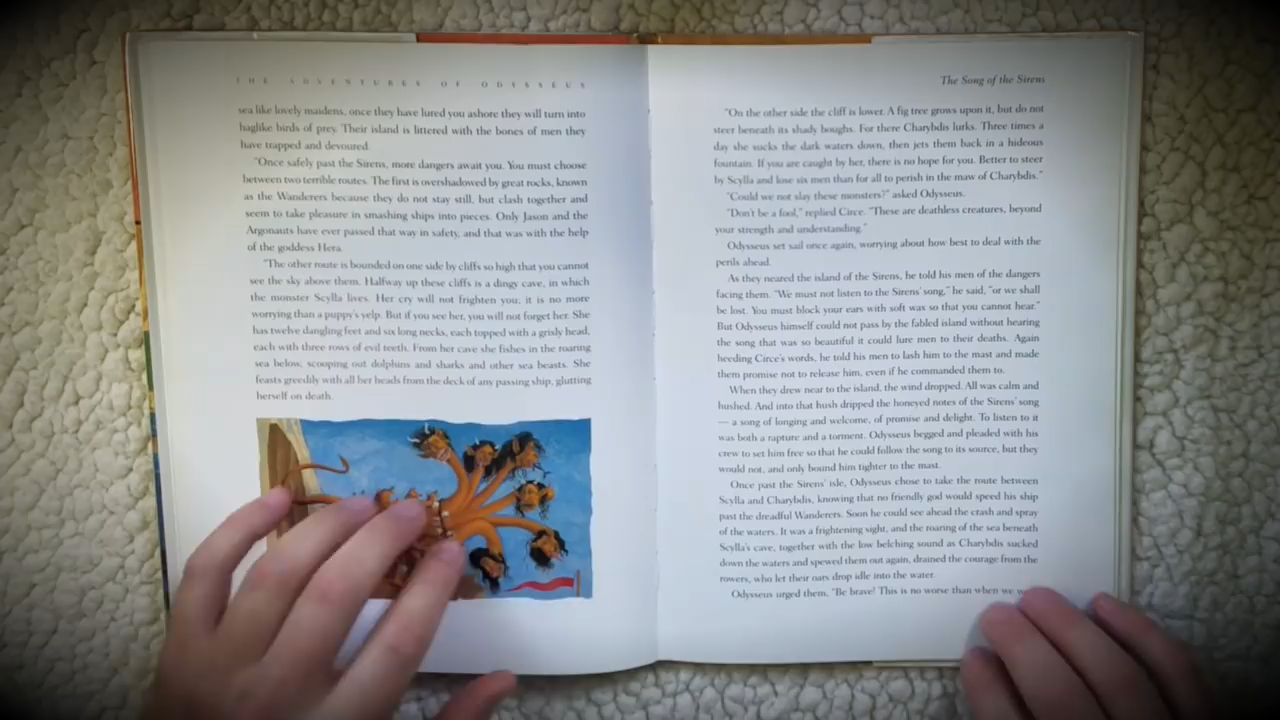 THE ADVENTURES OF ODYSSEUS
sea like lovely maidens, once they have lured you ashore they will turn into
haglike birds of prey. Their island is littered with the bones of men they
have trapped and devoured.
"Once safely past the Sirens, more dangers await you. You must choose
between two terrible routes. The first is overshadowed by great rocks, known
as the Wanderers because they do not stay still, but clash together and
seem to take pleasure in smashing ships into pieces. Only Jason and the
Argonauts have ever passed that way in safety, and that was with the help
of the goddess Hera.
"The other route is bounded on one side by cliffs so high that you cannot
see the sky above them. Halfway up these cliffs is a dingy cave, in which
the monster Scylla lives. Her cry will not frighten you; it is no more
worrying than a puppy's yelp. But if you see her, you will not forget her. She
has twelve dangling feet and six long necks, each topped with a grisly head,
each with three rows of evil teeth. From her cave she fishes in the roaring
sea below, scooping out dolphins and sharks and other sea beasts. She
feasts greedily with all her heads from the deck of any passing ship, glutting
herself on death.
The Song of the Sirens
"On the other side the cliff is lower. A fig tree grows upon it, but do not
steer beneath its shady boughs. For there Charybdis lurks. Three times a
day she sucks the dark waters down, then jets them back in a hideous
fountain. If you are caught by her, there is no hope for you. Better to steer
by Scylla and lose six men than for all to perish in the maw of Charybdis."
"Could we not slay these monsters?" asked Odysseus.
"Don't be a fool," replied Circe. "These are deathless creatures, beyond
your strength and understanding."
Odysseus set sail once again, worrying about how best to deal with the
perils ahead.
As they neared the island of the Sirens, he told his men of the dangers
facing them. "We must not listen to the Sirens' song," he said, "or we shall
be lost. You must block your ears with soft wax so that you cannot hear."
But Odysseus himself could not pass by the fabled island without hearing
the song that was so beautiful it could lure men to their deaths. Again
heeding Circe's words, he told his men to lash him to the mast and made
them promise not to release him, even if he commanded them to.
When they drew near to the island, the wind dropped. All was calm and
hushed. And into that hush dripped the honeyed notes of the Sirens' song
— a song of longing and welcome, of promise and delight. To listen to it
was both a rapture and a torment. Odysseus begged and pleaded with his
crew to set him free so that he could follow the song to its source, but they
would not, and only bound him tighter to the mast.
Once past the Sirens' isle, Odysseus chose to take the route between
Scylla and Charybdis, knowing that no friendly god would speed his ship
past the dreadful Wanderers. Soon he could see ahead the crash and spray
of the waters. It was a frightening sight, and the roaring of the sea beneath
Scylla's cave, together with the low belching sound as Charybdis sucked
down the waters and spewed them out again, drained the courage from the
rowers, who let their oars drop idle into the water.
Odysseus urged them, "Be brave! This is no worse than when we